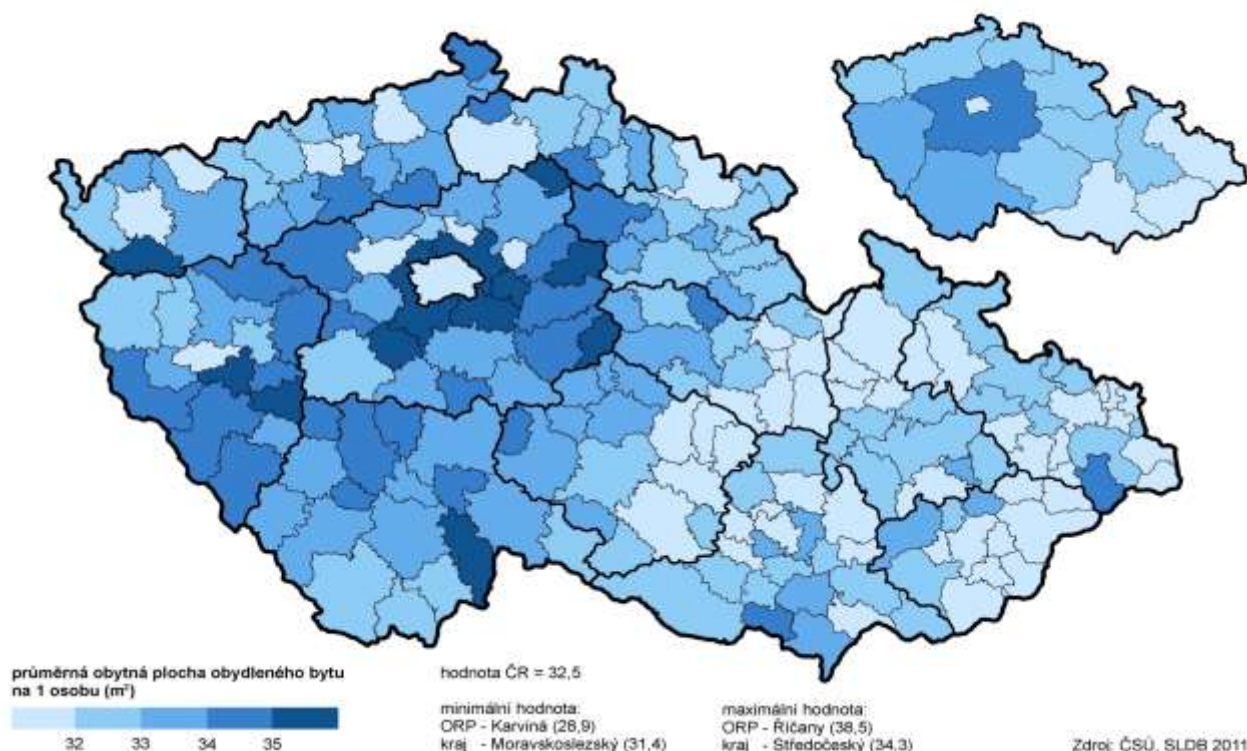 průměrná obytná plocha obydleného bytu
na 1 osobu (m²)
32 33 34 35
hodnota ČR = 32,5
minimální hodnota:
ORP - Karviná (28,9)
kraj - Moravskoslezský (31,4)
maximální hodnota:
ORP - Říčany (38,5)
kraj - Středočeský (34,3)
Zdroj: ČSÚ, SLDB 2011